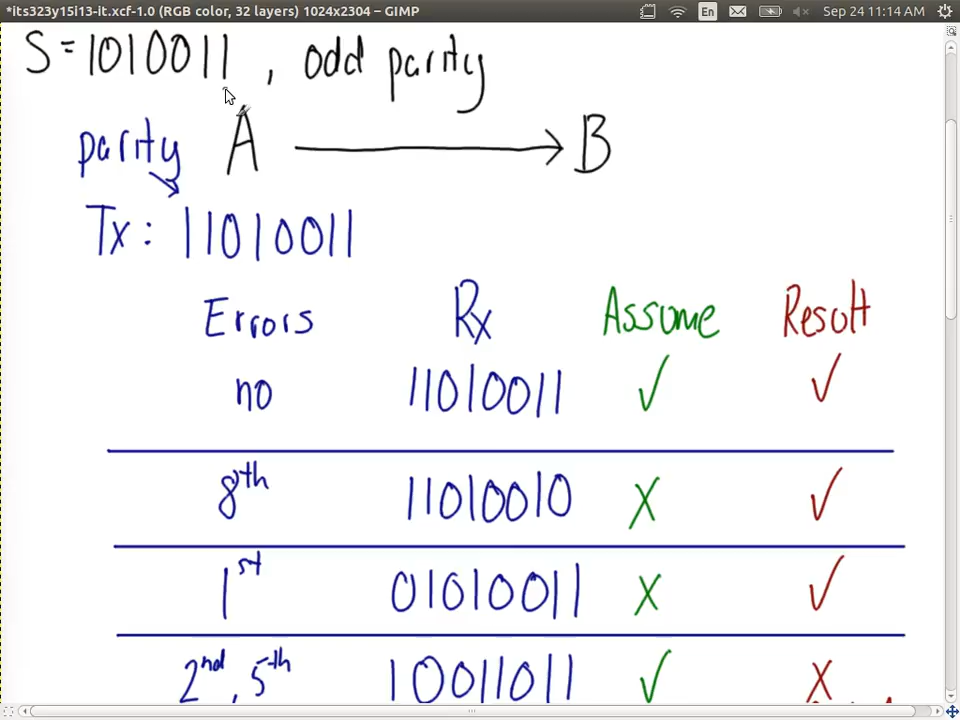 *its323y15i13-it.xcf-1.0 (RGB color, 32 layers) 1024x2304 – GIMP En Sep 24 11:14 AM
S = 1010011 , odd parity
parity A B
Tx : 11010011
Errors Rx Assume Result
no 11010011 ✓ ✓
8th 11010010 X ✓
1st 01010011 X ✓
2nd, 5th 10011011 ✓ X